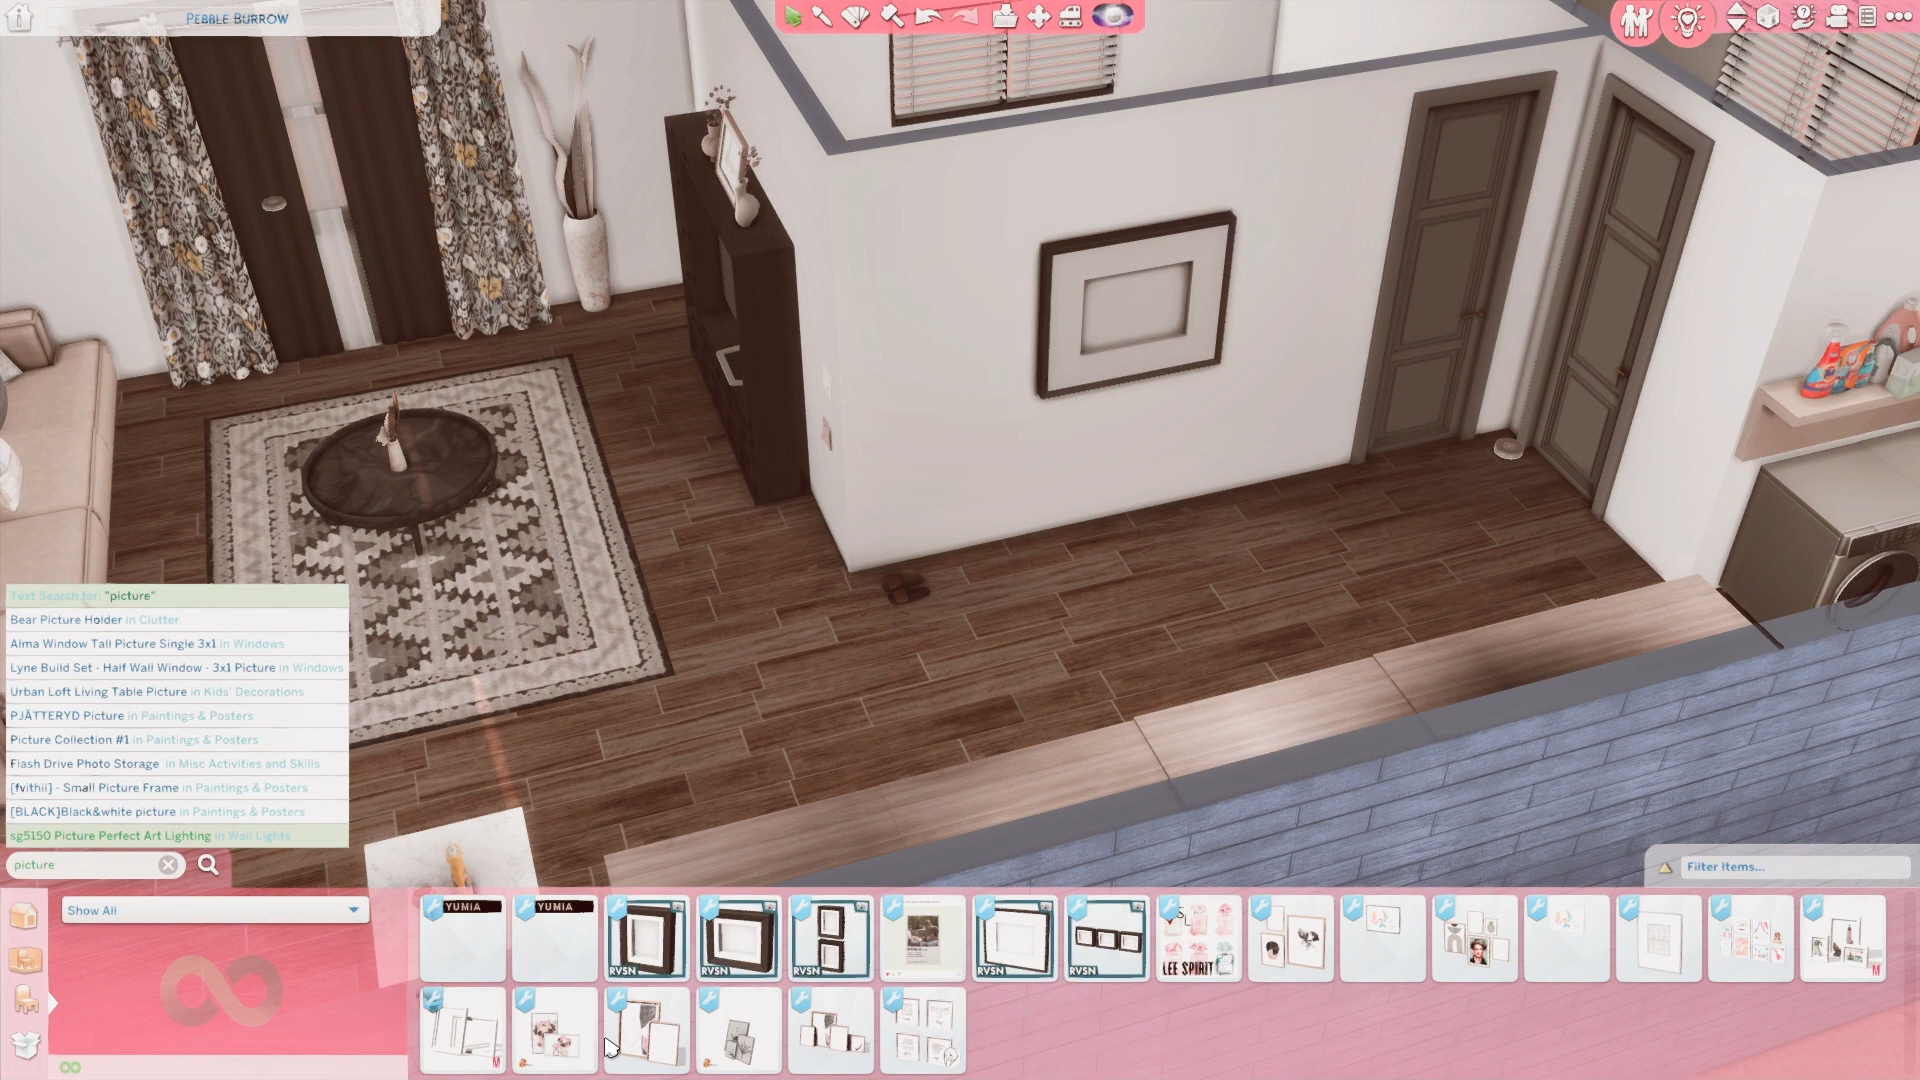 PEBBLE BURROW
Text Search for: "picture"
Bear Picture Holder in Clutter
Alma Window Tall Picture Single 3x1 in Windows
Lyne Build Set - Half Wall Window - 3x1 Picture in Windows
Urban Loft Living Table Picture in Kids' Decorations
PJÄTTERYD Picture in Paintings & Posters
Picture Collection #1 in Paintings & Posters
Flash Drive Photo Storage in Misc Activities and Skills
[fvithii] - Small Picture Frame in Paintings & Posters
[BLACK]Black&white picture in Paintings & Posters
sg5150 Picture Perfect Art Lighting in Wall Lights
picture
Filter Items...
Show All
YUMIA
YUMIA
RVSN
RVSN
RVSN
RVSN
RVSN
LEE SPIRIT
M
M